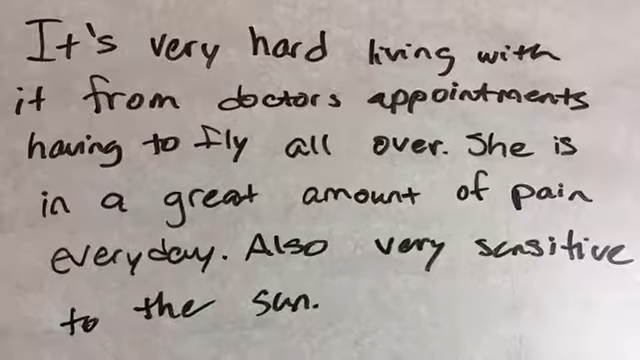 It's very hard living with
it from doctors appointments
having to fly all over. She is
in a great amount of pain
everyday. Also very sensitive
to the sun.